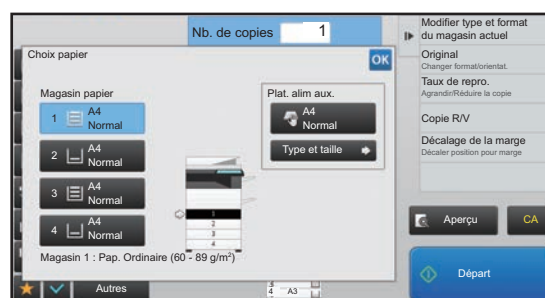 Nb. de copies 1
Choix papier
OK
Magasin papier
1 A4 Normal
2 A4 Normal
3 A4 Normal
4 A4 Normal
1
2
3
4
Magasin 1 : Pap. Ordinaire (60 - 89 g/m²)
Plat. alim aux.
A4
Normal
Type et taille
Modifier type et format
du magasin actuel
Original
Changer format/orientat.
Taux de repro.
Agrandir/Réduire la copie
Copie R/V
Décalage de la marge
Décaler position pour marge
Aperçu
CA
Départ
Autres
4 A3